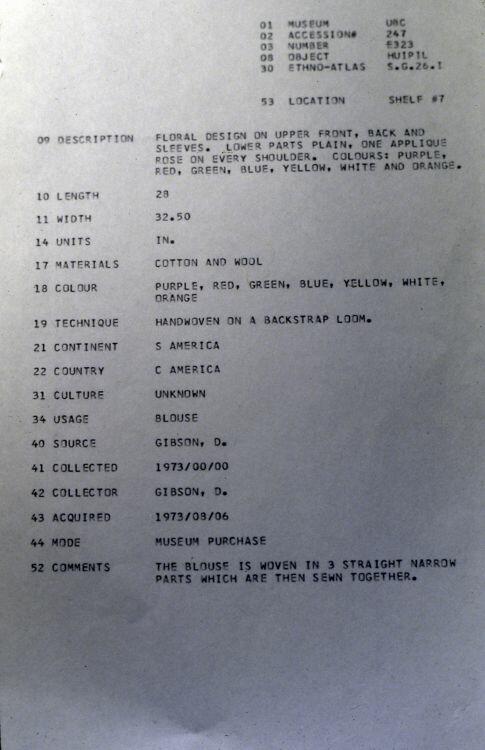 01 MUSEUM UBC
02 ACCESSION# 247
03 NUMBER E323
08 OBJECT HUIPIL
30 ETHNO-ATLAS S.G.26.I
53 LOCATION SHELF #7
09 DESCRIPTION FLORAL DESIGN ON UPPER FRONT, BACK AND
SLEEVES. LOWER PARTS PLAIN, ONE APPLIQUE
ROSE ON EVERY SHOULDER. COLOURS: PURPLE,
RED, GREEN, BLUE, YELLOW, WHITE AND ORANGE.
10 LENGTH 28
11 WIDTH 32.50
14 UNITS IN.
17 MATERIALS COTTON AND WOOL
18 COLOUR PURPLE, RED, GREEN, BLUE, YELLOW, WHITE,
ORANGE
19 TECHNIQUE HANDWOVEN ON A BACKSTRAP LOOM.
21 CONTINENT S AMERICA
22 COUNTRY C AMERICA
31 CULTURE UNKNOWN
34 USAGE BLOUSE
40 SOURCE GIBSON, D.
41 COLLECTED 1973/00/00
42 COLLECTOR GIBSON, D.
43 ACQUIRED 1973/08/06
44 MODE MUSEUM PURCHASE
52 COMMENTS THE BLOUSE IS WOVEN IN 3 STRAIGHT NARROW
PARTS WHICH ARE THEN SEWN TOGETHER.